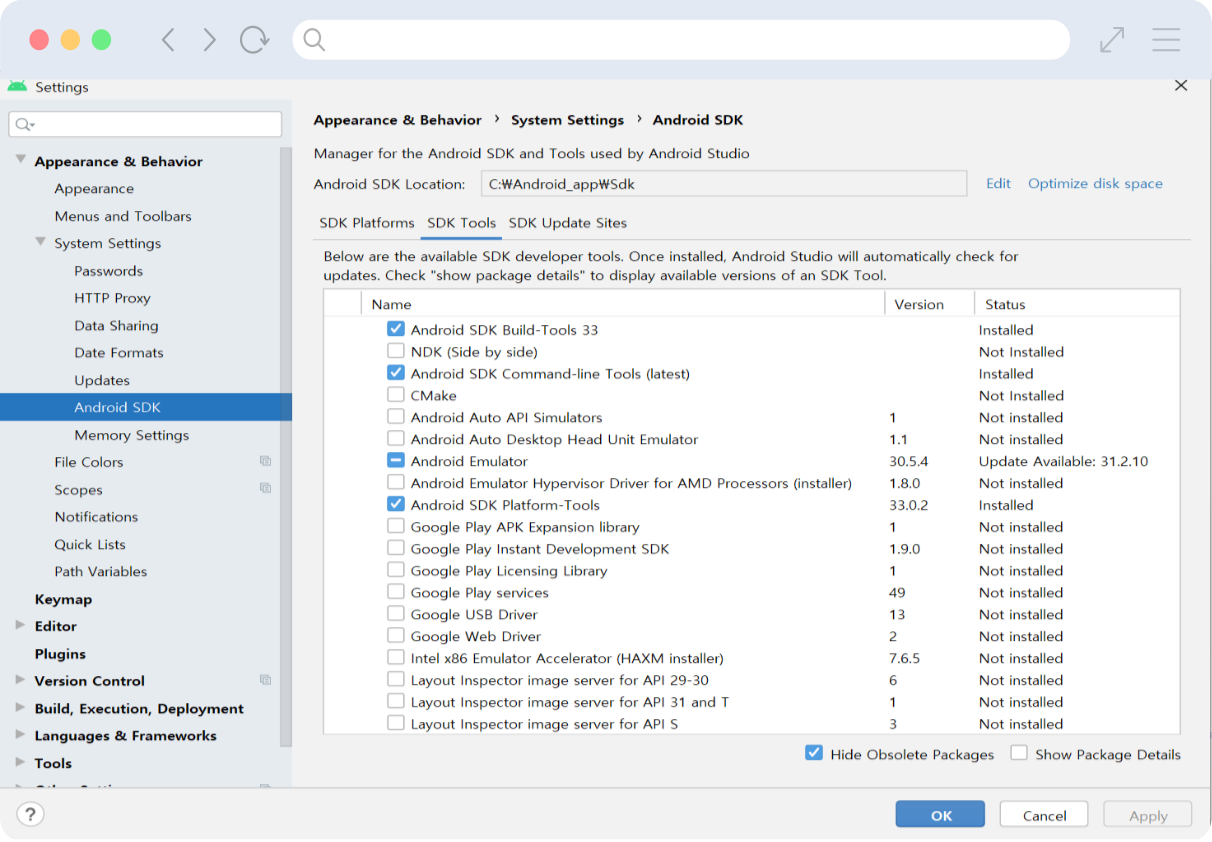 Settings
Appearance & Behavior › System Settings › Android SDK
Manager for the Android SDK and Tools used by Android Studio
Android SDK Location: C:₩Android_app₩Sdk Edit Optimize disk space
SDK Platforms SDK Tools SDK Update Sites
Below are the available SDK developer tools. Once installed, Android Studio will automatically check for
updates. Check "show package details" to display available versions of an SDK Tool.
Name Version Status
Android SDK Build-Tools 33 Installed
NDK (Side by side) Not Installed
Android SDK Command-line Tools (latest) Installed
CMake Not Installed
Android Auto API Simulators 1 Not installed
Android Auto Desktop Head Unit Emulator 1.1 Not installed
Android Emulator 30.5.4 Update Available: 31.2.10
Android Emulator Hypervisor Driver for AMD Processors (installer) 1.8.0 Not installed
Android SDK Platform-Tools 33.0.2 Installed
Google Play APK Expansion library 1 Not installed
Google Play Instant Development SDK 1.9.0 Not installed
Google Play Licensing Library 1 Not installed
Google Play services 49 Not installed
Google USB Driver 13 Not installed
Google Web Driver 2 Not installed
Intel x86 Emulator Accelerator (HAXM installer) 7.6.5 Not installed
Layout Inspector image server for API 29-30 6 Not installed
Layout Inspector image server for API 31 and T 1 Not installed
Layout Inspector image server for API S 3 Not installed
Hide Obsolete Packages Show Package Details
Appearance & Behavior
Appearance
Menus and Toolbars
System Settings
Passwords
HTTP Proxy
Data Sharing
Date Formats
Updates
Android SDK
Memory Settings
File Colors
Scopes
Notifications
Quick Lists
Path Variables
Keymap
Editor
Plugins
Version Control
Build, Execution, Deployment
Languages & Frameworks
Tools
? OK Cancel Apply